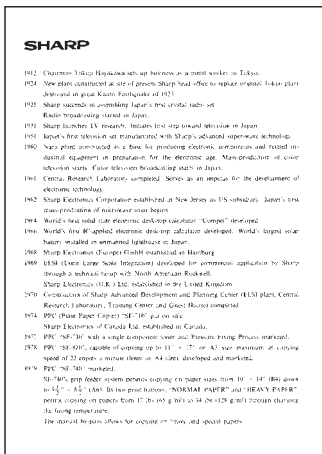 SHARP
1912 Chairman Tokuji Hayakawa sets up business as a metal worker in Tokyo.
1924 New plant constructed at site of present Sharp head office to replace original Tokyo plant
destroyed in great Kanto Earthquake of 1923.
1925 Sharp succeeds in assembling Japan's first crystal radio set.
Radio broadcasting started in Japan.
1931 Sharp launches TV research. Initiates first step toward television in Japan.
1951 Japan's first television set manufactured with Sharp's advanced super-wave technology.
1960 Nara plant constructed as a base for producing electronic components and related in-
dustrial equipment in preparation for the electronic age. Mass-production of color
television starts. Color television broadcasting starts in Japan.
1961 Central Research Laboratory completed. Serves as an impetus for the development of
electronic technology.
1962 Sharp Electronics Corporation established in New Jersey as US subsidiary. Japan's first
mass-production of microwave oven begins.
1964 World's first solid state electronic desk-top calculator "Compet" developed.
1966 World's first IC-applied electronic desk-top calculator developed. World's largest solar
battery installed in unmanned lighthouse in Japan.
1968 Sharp Electronics (Europe) GmbH established in Hamburg.
1969 ELSI (Extra Large Scale Integration) developed for commercial application by Sharp
through a technical tie-up with North American Rockwell.
Sharp Electronics (U.K.) Ltd. established in the United Kingdom.
1970 Construction of Sharp Advanced Development and Planning Center (ELSI plant, Central
Research Laboratory, Training Center and Guest House) completed.
1974 PPC (Plain Paper Copier) "SF-710" put on sale.
Sharp Electronics of Canada Ltd. established in Canada.
1977 PPC "SF-730" with a single component toner and Pressure Fixing Process marketed.
1978 PPC "SF-820", capable of copying up to 11" × 17" or A3 size maximum at copying
speed of 22 copies a minute (letter or A4 size), developed and marketed.
1979 PPC "SF-740" marketed.
SF-740's grip feeder system permits copying on paper sizes from 10" × 14" (B4) down
to 5½" × 8½" (A5). Its two print buttons, "NORMAL PAPER" and "HEAVY PAPER"
permit copying on papers from 17 lbs (65 g/m²) to 34 lbs (128 g/m²) through changing
the fusing temperature.
The manual by-pass allows for copying on heavy and special papers.